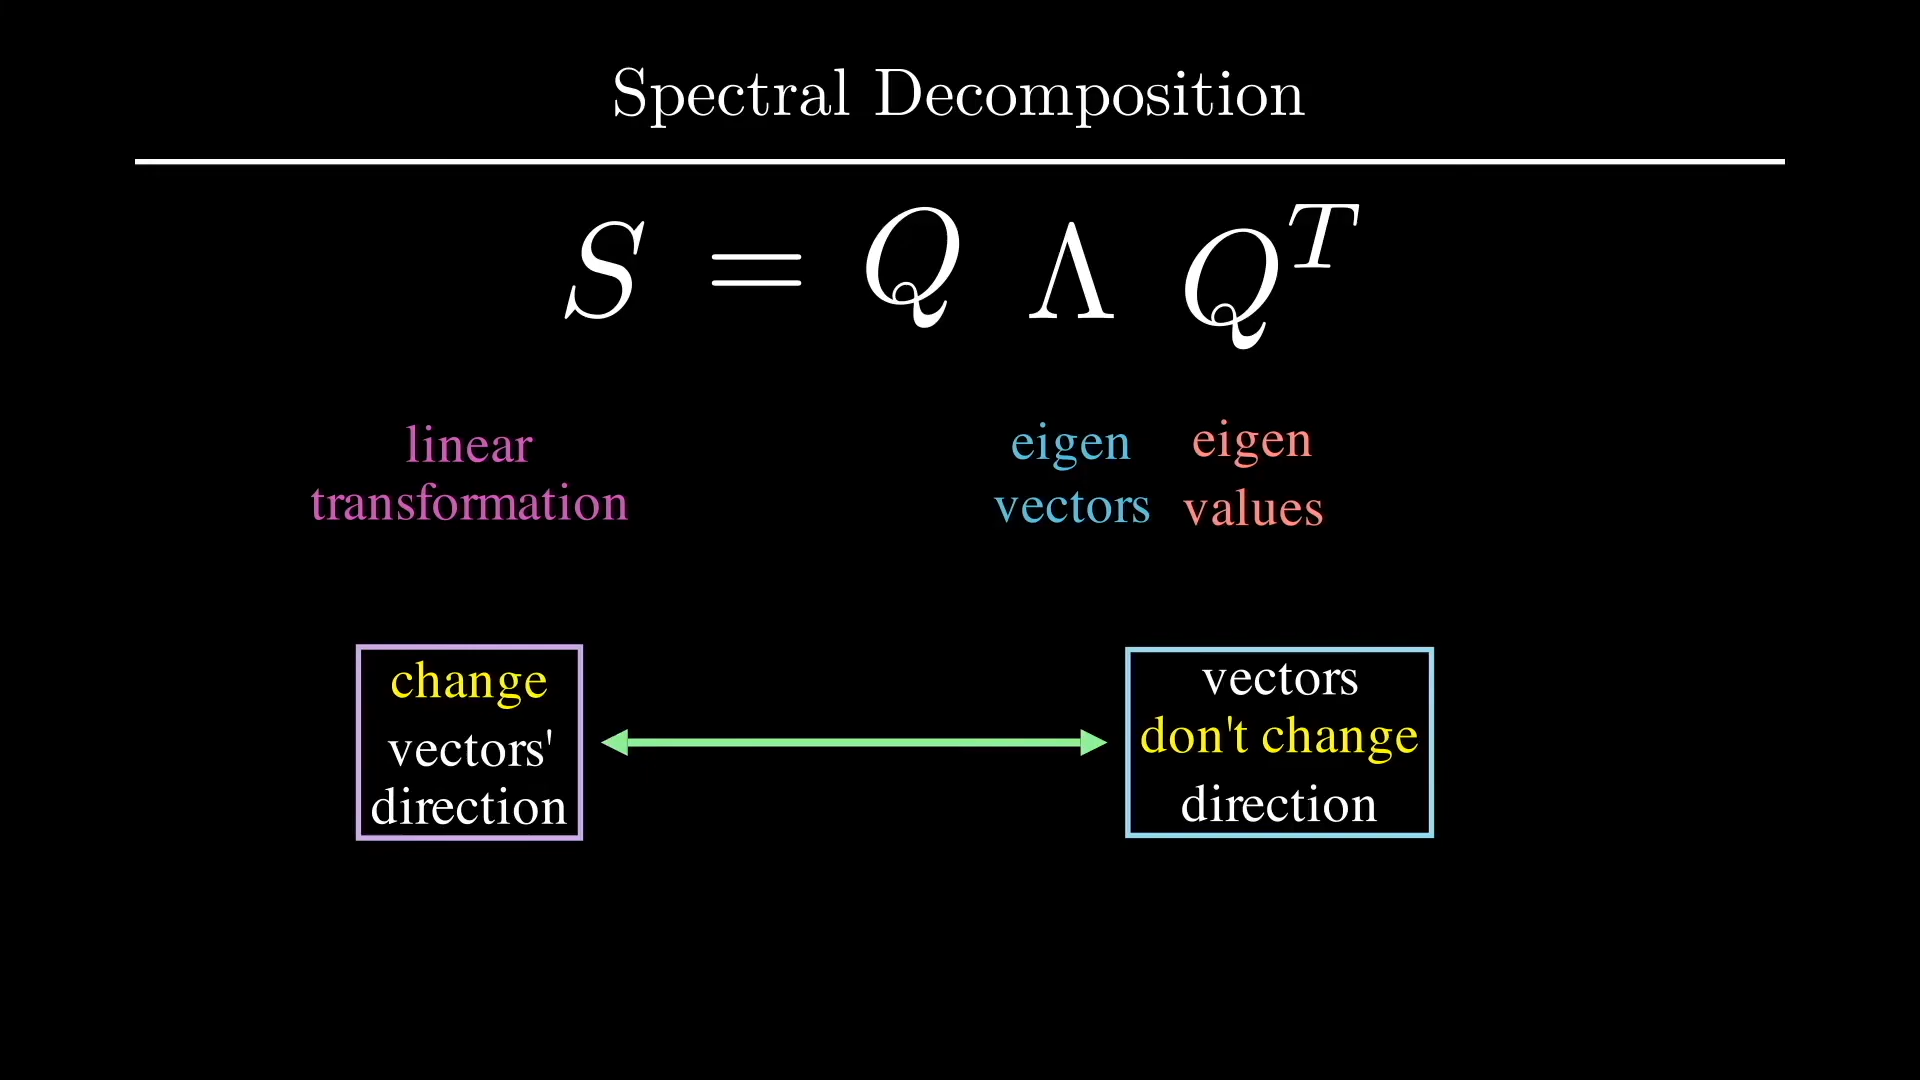 Spectral Decomposition
S = Q Λ Q^T
linear
transformation
eigen
vectors
eigen
values
change
vectors'
direction
vectors
don't change
direction